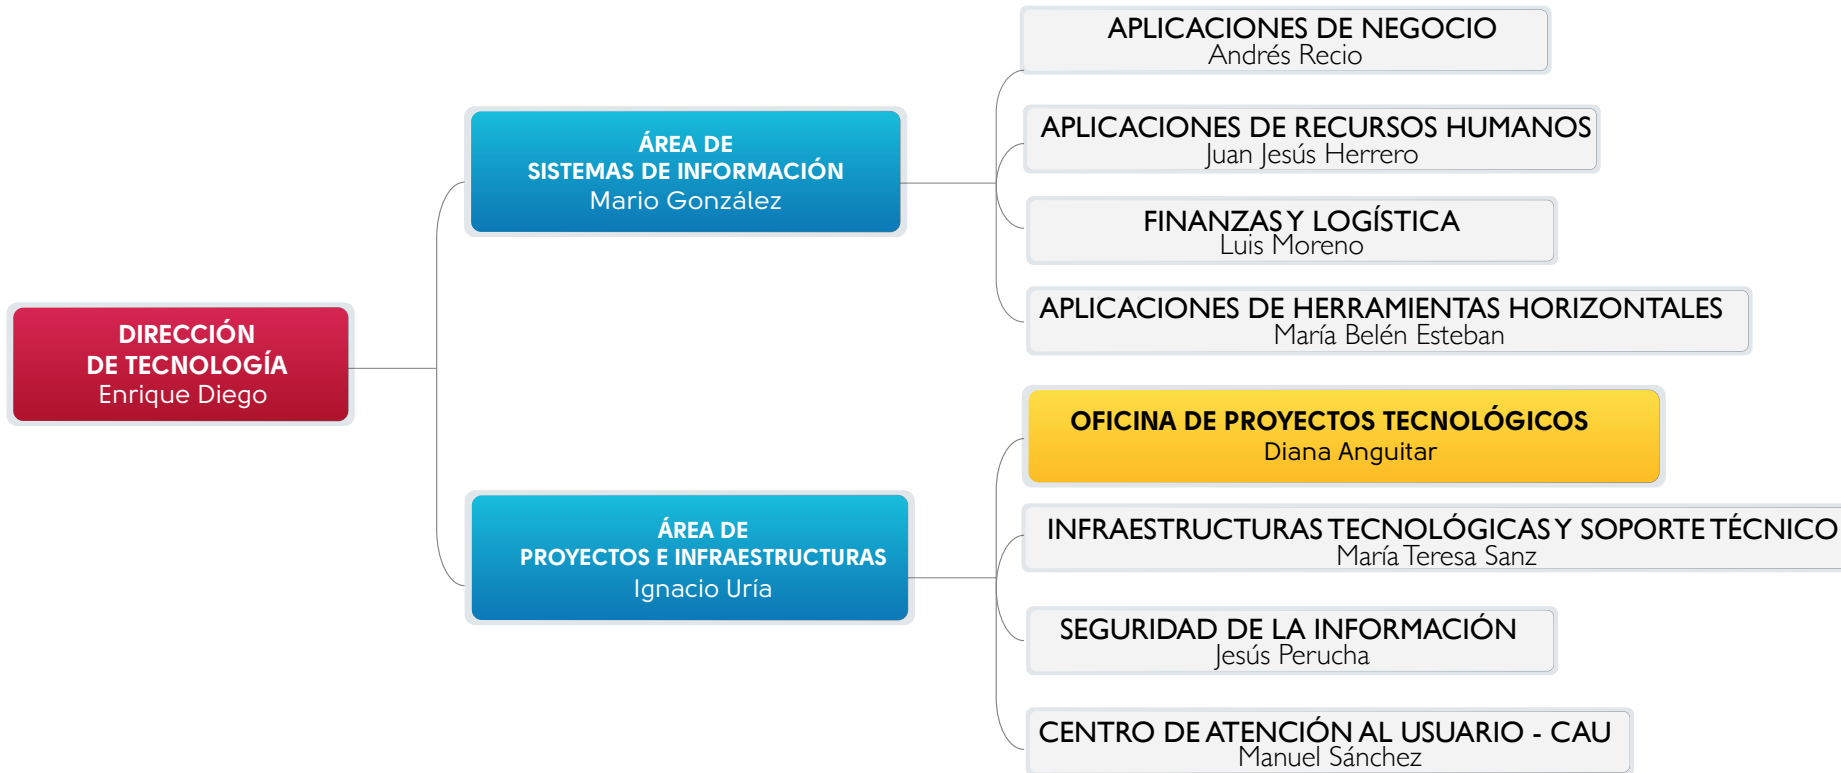 DIRECCIÓN
DE TECNOLOGÍA
Enrique Diego
ÁREA DE
SISTEMAS DE INFORMACIÓN
Mario González
APLICACIONES DE NEGOCIO
Andrés Recio
APLICACIONES DE RECURSOS HUMANOS
Juan Jesús Herrero
FINANZAS Y LOGÍSTICA
Luis Moreno
APLICACIONES DE HERRAMIENTAS HORIZONTALES
María Belén Esteban
ÁREA DE
PROYECTOS E INFRAESTRUCTURAS
Ignacio Uría
OFICINA DE PROYECTOS TECNOLÓGICOS
Diana Anguitar
INFRAESTRUCTURAS TECNOLÓGICAS Y SOPORTE TÉCNICO
María Teresa Sanz
SEGURIDAD DE LA INFORMACIÓN
Jesús Perucha
CENTRO DE ATENCIÓN AL USUARIO - CAU
Manuel Sánchez